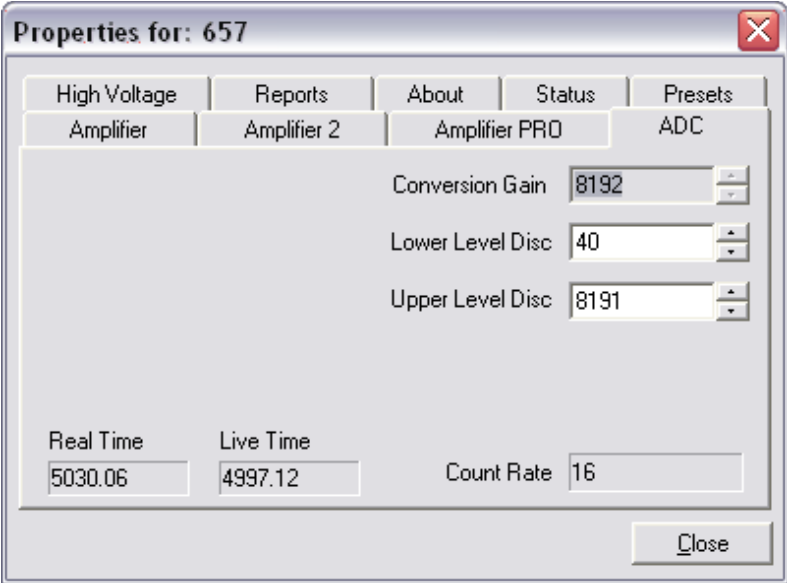 Properties for: 657
High Voltage Reports About Status Presets
Amplifier Amplifier 2 Amplifier PRO ADC
Conversion Gain 8192
Lower Level Disc 40
Upper Level Disc 8191
Real Time Live Time
5030.06 4997.12 Count Rate 16
Close